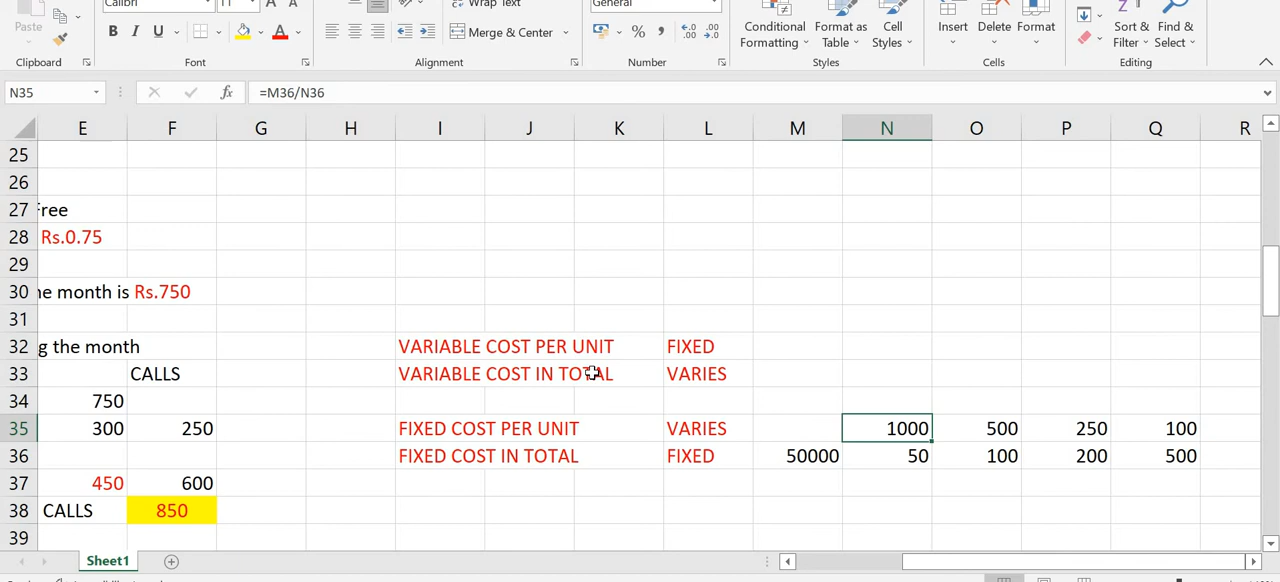 Calibri 11 A A Wrap Text General
Paste B I U A Merge & Center % , Conditional Formatting Format as Table Cell Styles Insert Delete Format Sort & Filter Find & Select
Clipboard Font Alignment Number Styles Cells Editing
N35 fx =M36/N36
E F G H I J K L M N O P Q R
25
26
27 Free
28 Rs.0.75
29
30 he month is Rs.750
31
32 g the month VARIABLE COST PER UNIT FIXED
33 CALLS VARIABLE COST IN TOTAL VARIES
34 750
35 300 250 FIXED COST PER UNIT VARIES 1000 500 250 100
36 FIXED COST IN TOTAL FIXED 50000 50 100 200 500
37 450 600
38 CALLS 850
39
Sheet1